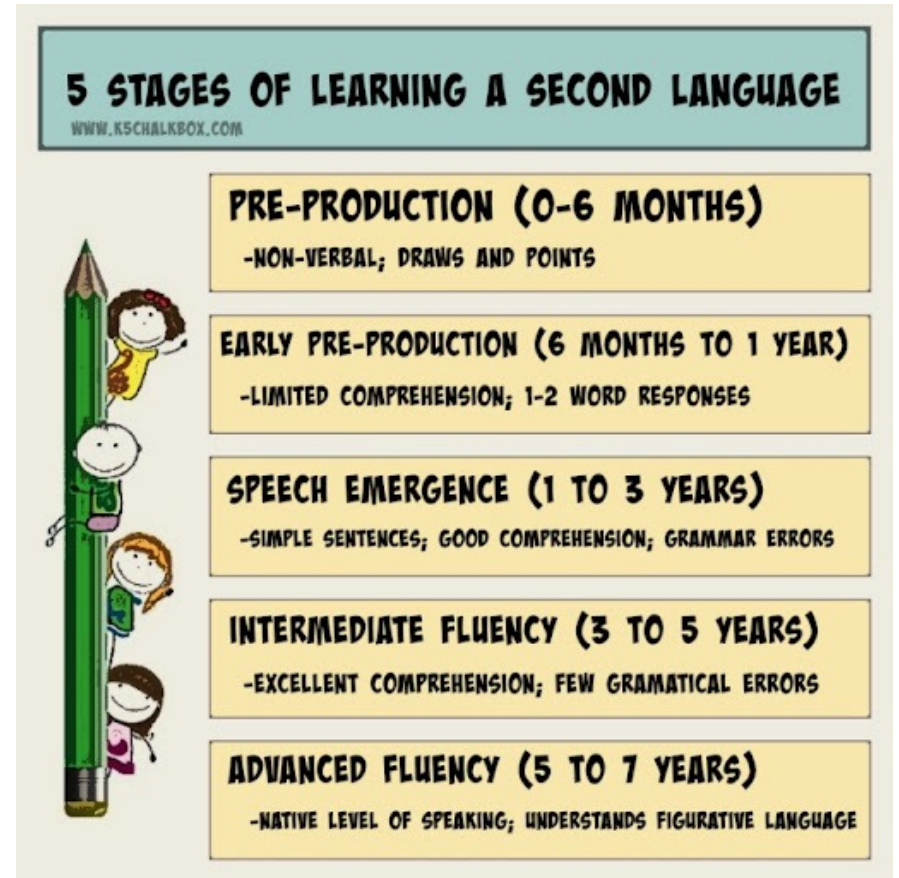 5 STAGES OF LEARNING A SECOND LANGUAGE
WWW.K5CHALKBOX.COM
PRE-PRODUCTION (0-6 MONTHS)
-NON-VERBAL; DRAWS AND POINTS
EARLY PRE-PRODUCTION (6 MONTHS TO 1 YEAR)
-LIMITED COMPREHENSION; 1-2 WORD RESPONSES
SPEECH EMERGENCE (1 TO 3 YEARS)
-SIMPLE SENTENCES; GOOD COMPREHENSION; GRAMMAR ERRORS
INTERMEDIATE FLUENCY (3 TO 5 YEARS)
-EXCELLENT COMPREHENSION; FEW GRAMATICAL ERRORS
ADVANCED FLUENCY (5 TO 7 YEARS)
-NATIVE LEVEL OF SPEAKING; UNDERSTANDS FIGURATIVE LANGUAGE